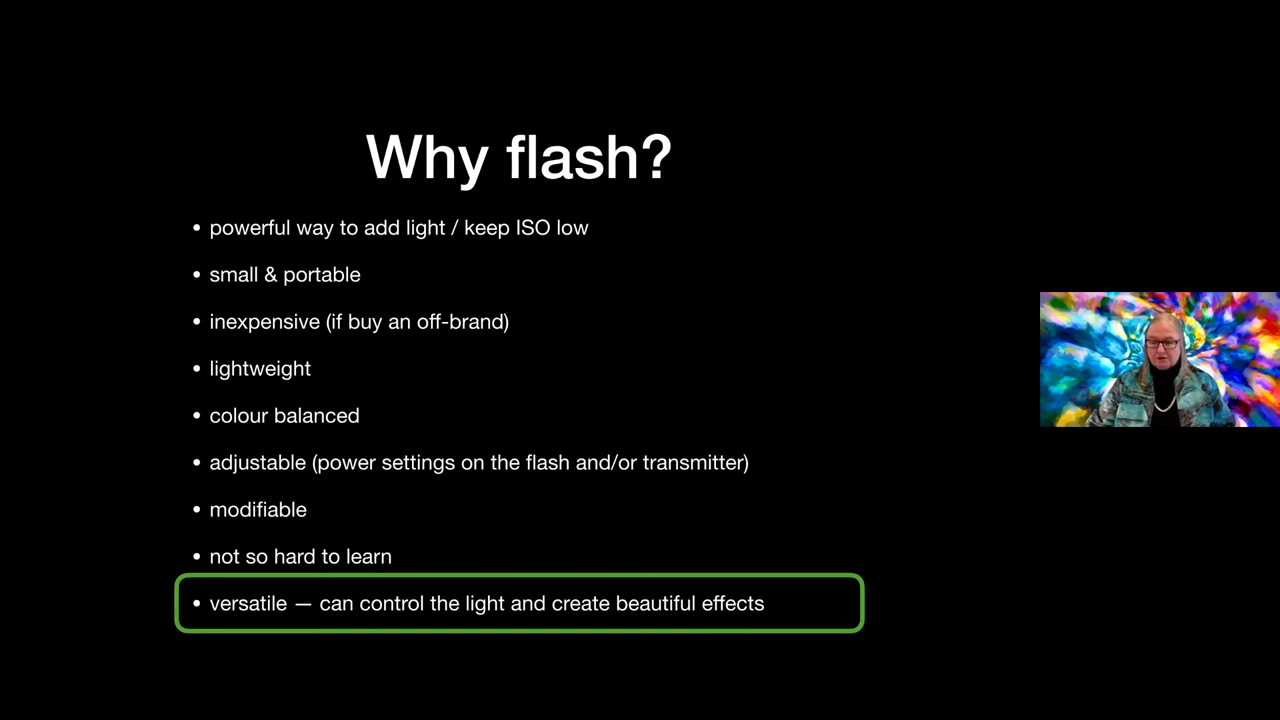 Why flash?
• powerful way to add light / keep ISO low
• small & portable
• inexpensive (if buy an off-brand)
• lightweight
• colour balanced
• adjustable (power settings on the flash and/or transmitter)
• modifiable
• not so hard to learn
• versatile — can control the light and create beautiful effects